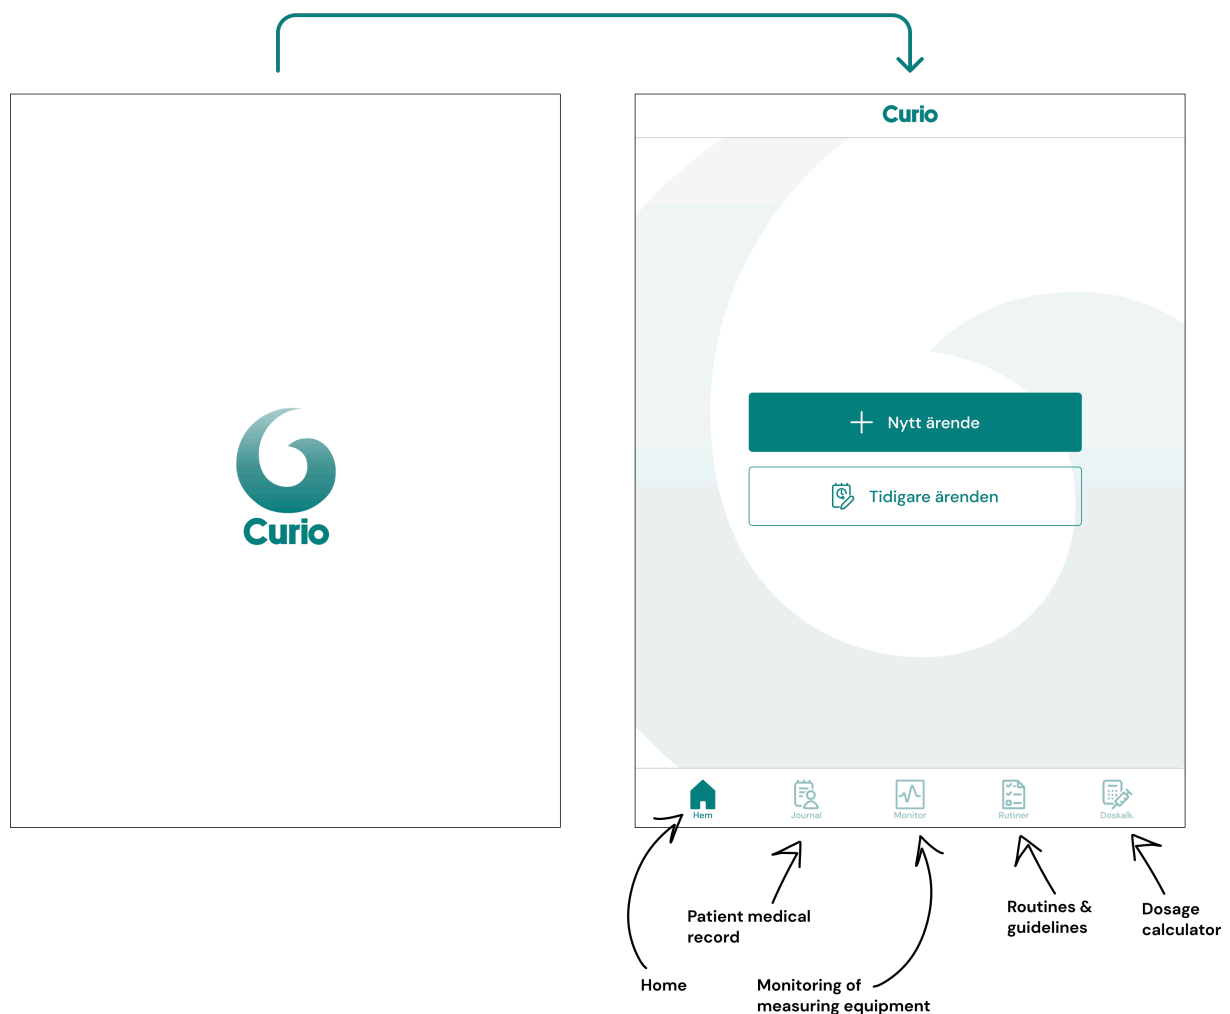 Curio
Curio
Nytt ärende
Tidigare ärenden
Hem
Journal
Monitor
Rutiner
Doskalk.
Patient medical
record
Routines &
guidelines
Dosage
calculator
Home
Monitoring of
measuring equipment